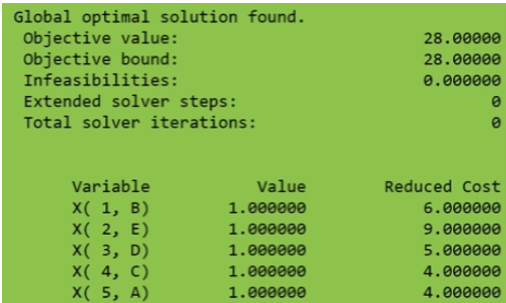 Global optimal solution found.
Objective value: 28.00000
Objective bound: 28.00000
Infeasibilities: 0.000000
Extended solver steps: 0
Total solver iterations: 0
Variable Value Reduced Cost
X( 1, B) 1.000000 6.000000
X( 2, E) 1.000000 9.000000
X( 3, D) 1.000000 5.000000
X( 4, C) 1.000000 4.000000
X( 5, A) 1.000000 4.000000